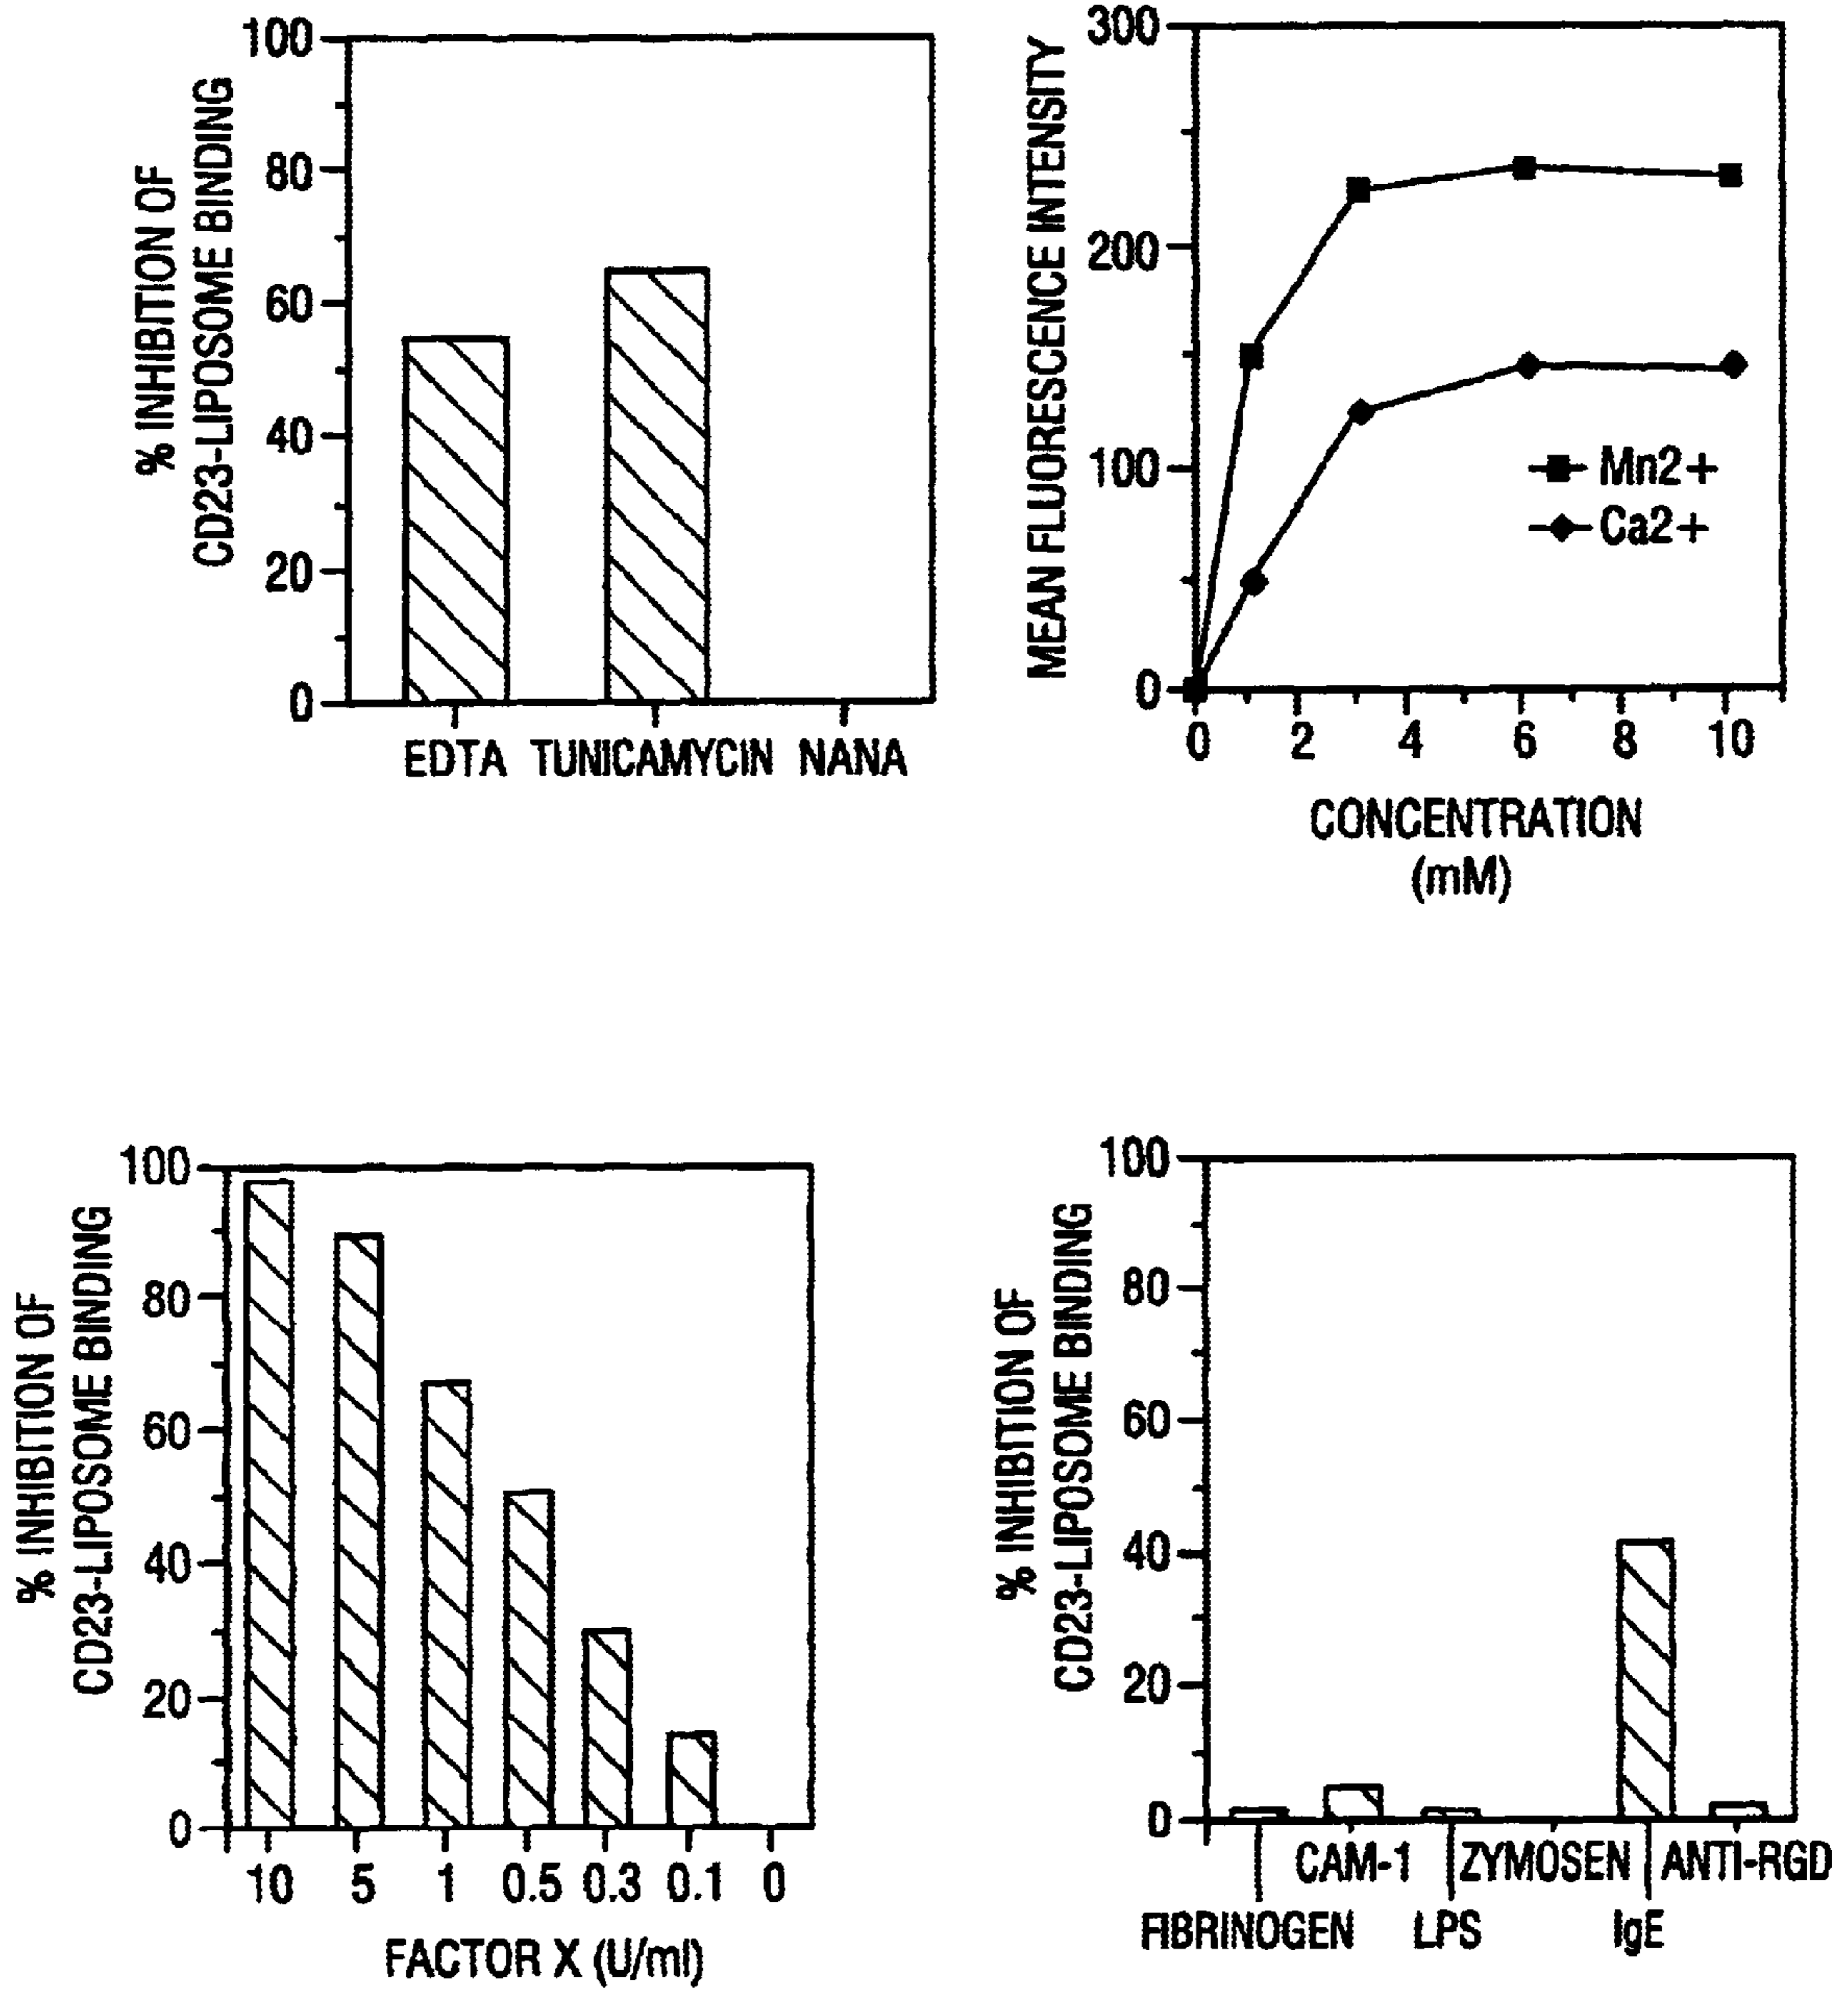 % INHIBITION OF
CD23-LIPOSOME BINDING
100
80
60
40
20
0
EDTA TUNICAMYCIN NANA
MEAN FLUORESCENCE INTENSITY
300
200
100
0
Mn2+
Ca2+
0 2 4 6 8 10
CONCENTRATION
(mM)
% INHIBITION OF
CD23-LIPOSOME BINDING
100
80
60
40
20
0
10 5 1 0.5 0.3 0.1 0
FACTOR X (U/ml)
% INHIBITION OF
CD23-LIPOSOME BINDING
100
80
60
40
20
0
CAM-1 ZYMOSEN ANTI-RGD
FIBRINOGEN LPS IgE